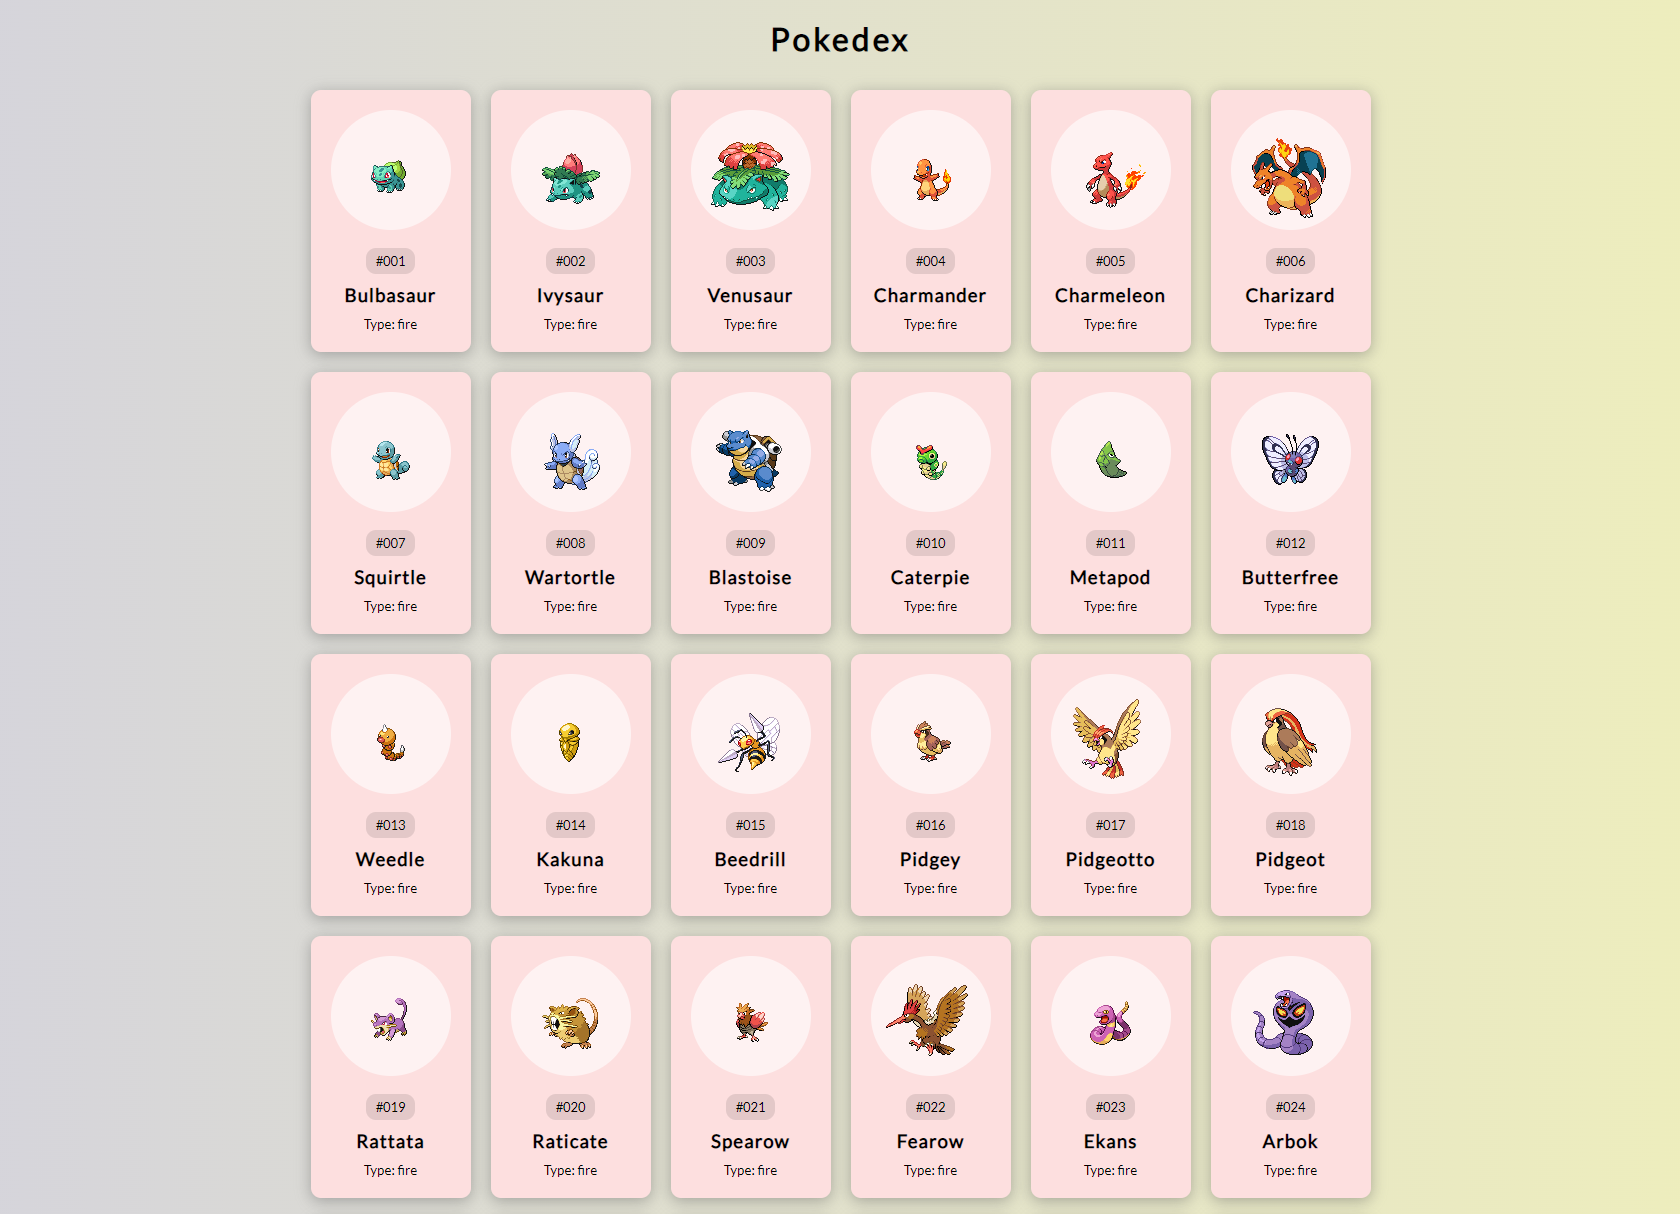 Pokedex
#001 #002 #003 #004 #005 #006
Bulbasaur Ivysaur Venusaur Charmander Charmeleon Charizard
Type: fire Type: fire Type: fire Type: fire Type: fire Type: fire
#007 #008 #009 #010 #011 #012
Squirtle Wartortle Blastoise Caterpie Metapod Butterfree
Type: fire Type: fire Type: fire Type: fire Type: fire Type: fire
#013 #014 #015 #016 #017 #018
Weedle Kakuna Beedrill Pidgey Pidgeotto Pidgeot
Type: fire Type: fire Type: fire Type: fire Type: fire Type: fire
#019 #020 #021 #022 #023 #024
Rattata Raticate Spearow Fearow Ekans Arbok
Type: fire Type: fire Type: fire Type: fire Type: fire Type: fire